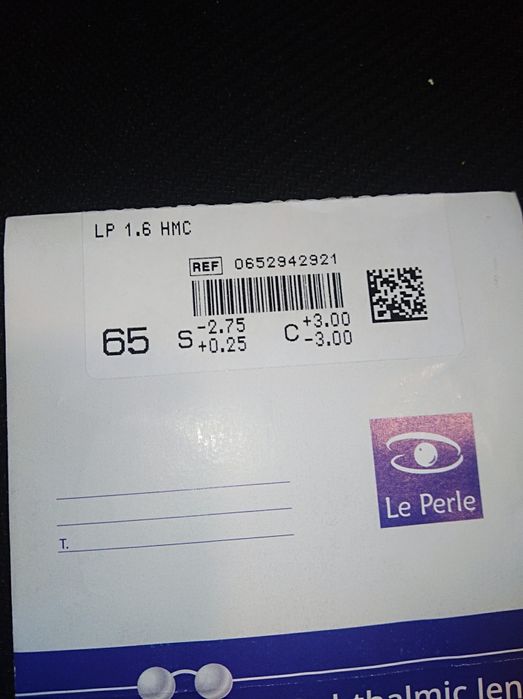 LP 1.6 HMC
REF 0652942921
65 S -2.75 C +3.00
+0.25 -3.00
Le Perle
T.